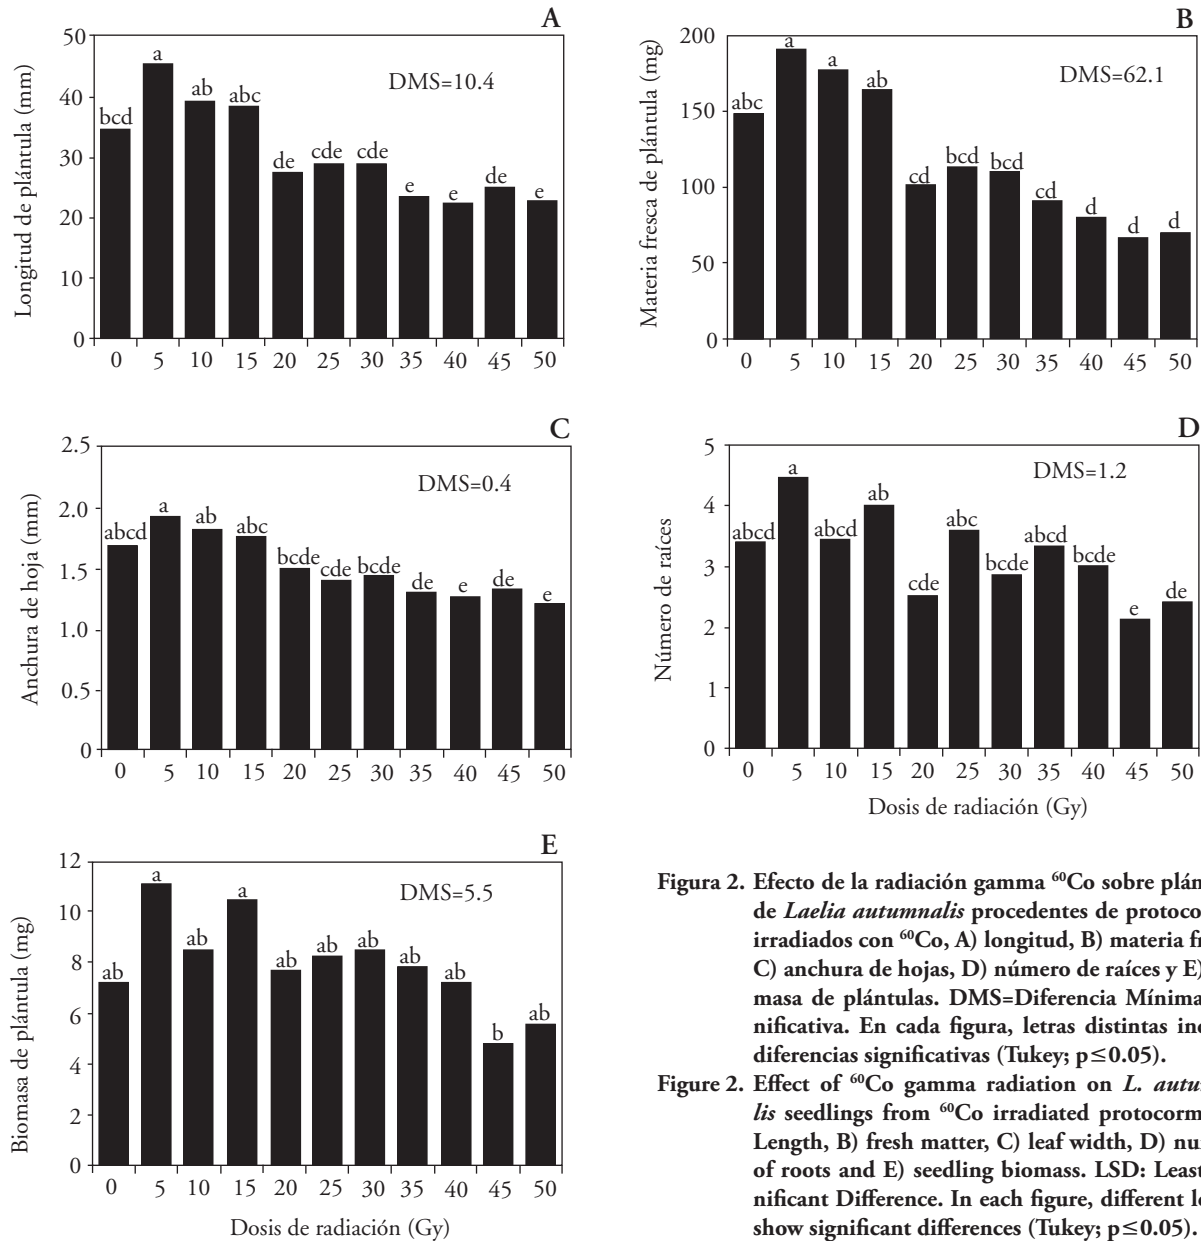 A
Longitud de plántula (mm)
50
40
30
20
10
0
DMS=10.4
bcd a ab abc de cde cde e e de e
0 5 10 15 20 25 30 35 40 45 50
B
Materia fresca de plántula (mg)
200
150
100
50
0
DMS=62.1
abc a a ab cd bcd bcd cd d d d
0 5 10 15 20 25 30 35 40 45 50
C
Anchura de hoja (mm)
2.5
2.0
1.5
1.0
0.5
0
DMS=0.4
abcd a ab abc bcde cde bcde de e de e
0 5 10 15 20 25 30 35 40 45 50
D
Número de raíces
5
4
3
2
1
0
DMS=1.2
abcd a abcd ab cde abc bcde abcd bcde e de
0 5 10 15 20 25 30 35 40 45 50
Dosis de radiación (Gy)
E
Biomasa de plántula (mg)
12
10
8
6
4
2
0
DMS=5.5
ab a ab a ab ab ab ab ab b ab
0 5 10 15 20 25 30 35 40 45 50
Dosis de radiación (Gy)
Figura 2. Efecto de la radiación gamma ⁶⁰Co sobre plán
de Laelia autumnalis procedentes de protoco
irradiados con ⁶⁰Co, A) longitud, B) materia fr
C) anchura de hojas, D) número de raíces y E)
masa de plántulas. DMS=Diferencia Mínima
nificativa. En cada figura, letras distintas in
diferencias significativas (Tukey; p≤0.05).
Figure 2. Effect of ⁶⁰Co gamma radiation on L. autu
lis seedlings from ⁶⁰Co irradiated protocorm
Length, B) fresh matter, C) leaf width, D) nu
of roots and E) seedling biomass. LSD: Least
nificant Difference. In each figure, different l
show significant differences (Tukey; p≤0.05).